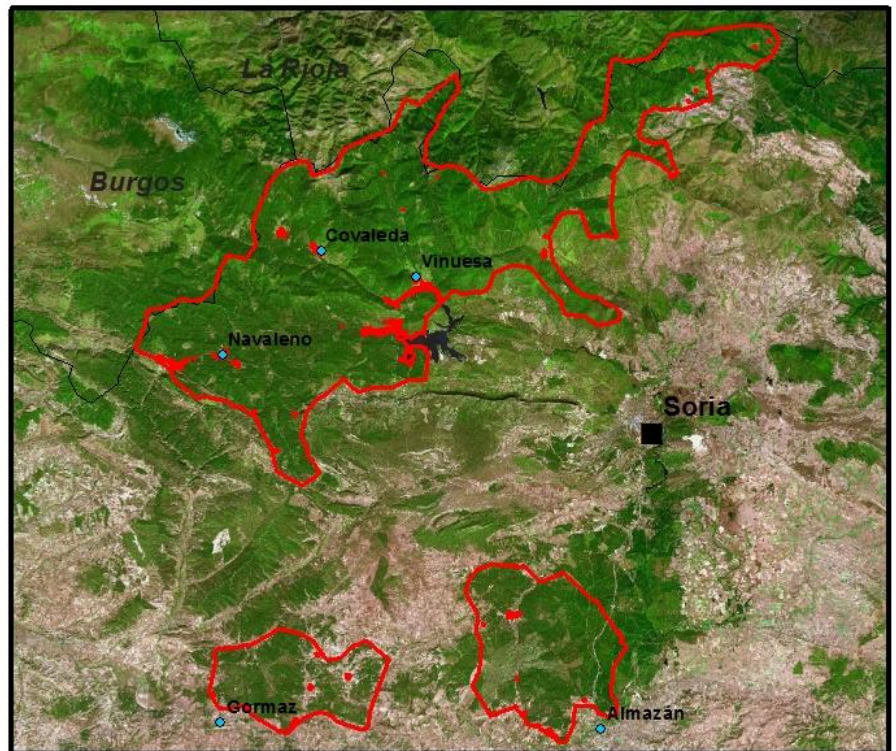 La Rioja
Burgos
Covaleda
Vinuesa
Navaleno
Soria
Gormaz
Almazán